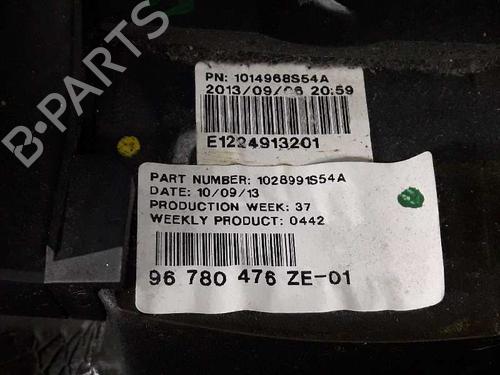 PN: 1014968S54A
2013/09/06 20:59
E1224913201
PART NUMBER: 1028991S54A
DATE: 10/09/13
PRODUCTION WEEK: 37
WEEKLY PRODUCT: 0442
96 780 476 ZE-01